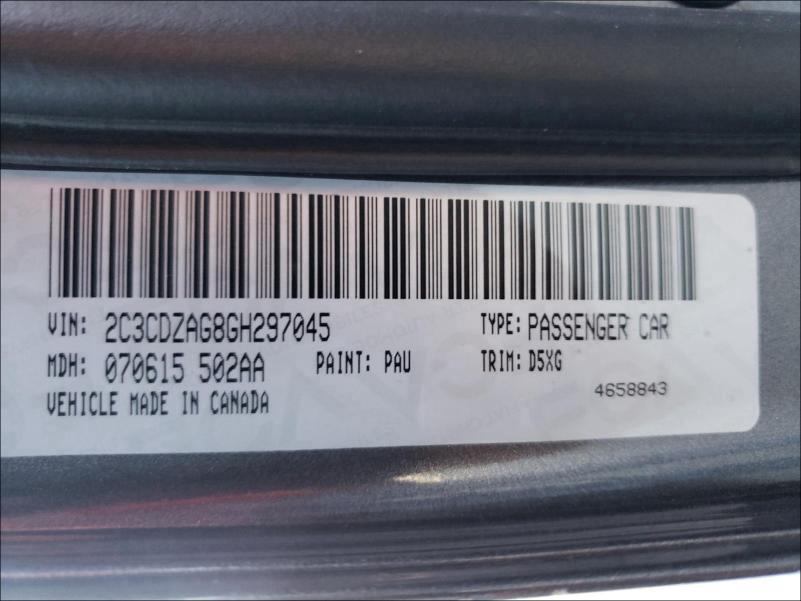 VIN: 2C3CDZAG8GH297045 TYPE: PASSENGER CAR
MDH: 070615 502AA PAINT: PAU TRIM: D5XG
VEHICLE MADE IN CANADA 4658843